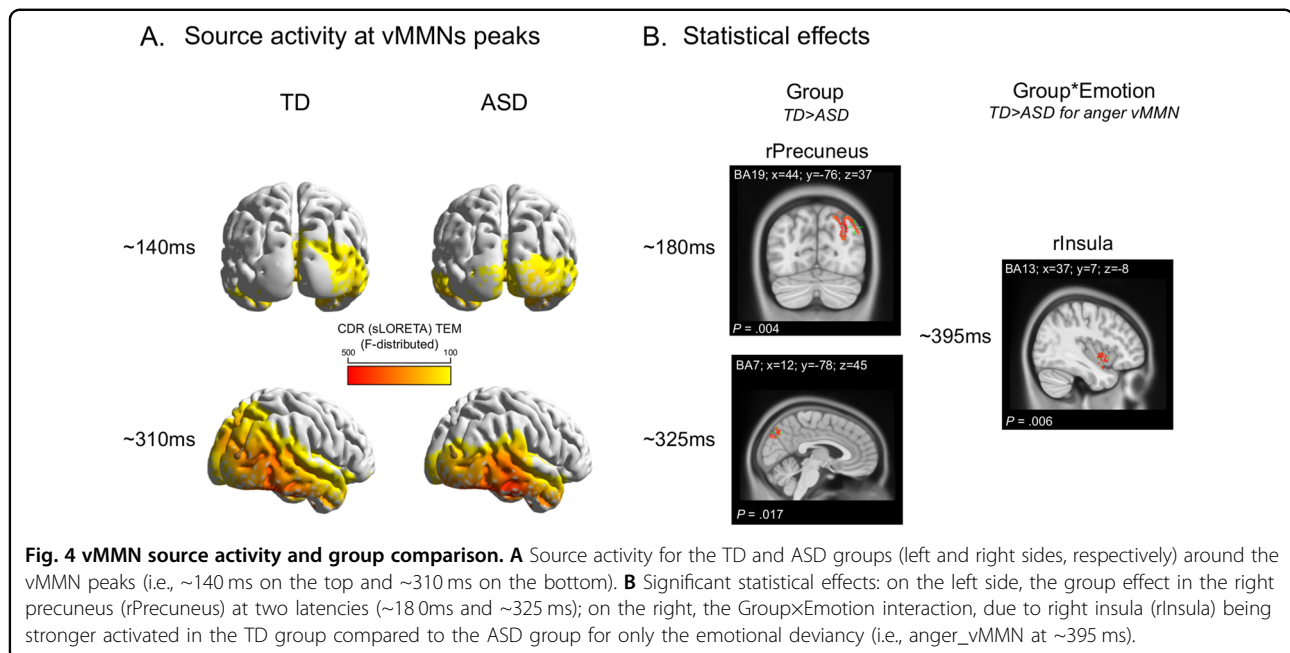 A. Source activity at vMMNs peaks
TD
ASD
~140ms
CDR (sLORETA) TEM
(F-distributed)
500
100
~310ms
B. Statistical effects
Group
TD>ASD
rPrecuneus
~180ms
BA19; x=44; y=-76; z=37
P = .004
~325ms
BA7; x=12; y=-78; z=45
P = .017
Group*Emotion
TD>ASD for anger vMMN
rInsula
~395ms
BA13; x=37; y=7; z=-8
P = .006
Fig. 4 vMMN source activity and group comparison. A Source activity for the TD and ASD groups (left and right sides, respectively) around the
vMMN peaks (i.e., ~140 ms on the top and ~310 ms on the bottom). B Significant statistical effects: on the left side, the group effect in the right
precuneus (rPrecuneus) at two latencies (~18 0ms and ~325 ms); on the right, the Group×Emotion interaction, due to right insula (rInsula) being
stronger activated in the TD group compared to the ASD group for only the emotional deviancy (i.e., anger_vMMN at ~395 ms).